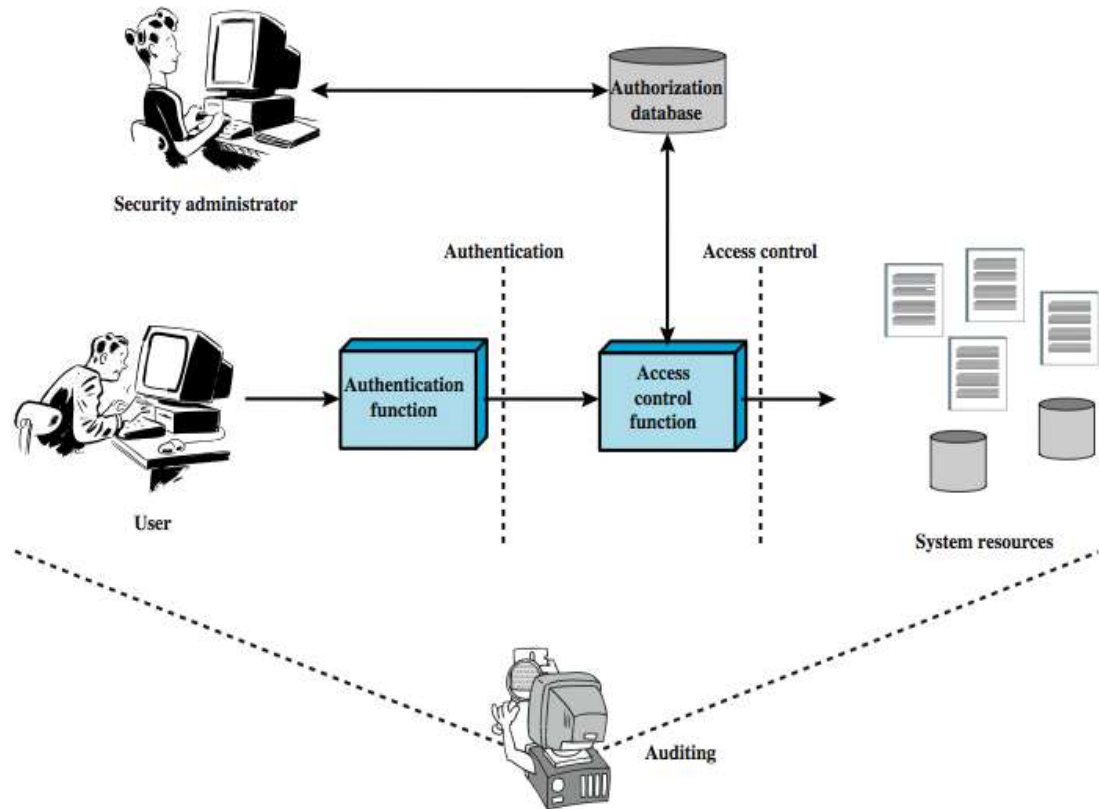 Authorization
database
Security administrator
Authentication
Access control
Authentication
function
Access
control
function
User
System resources
Auditing